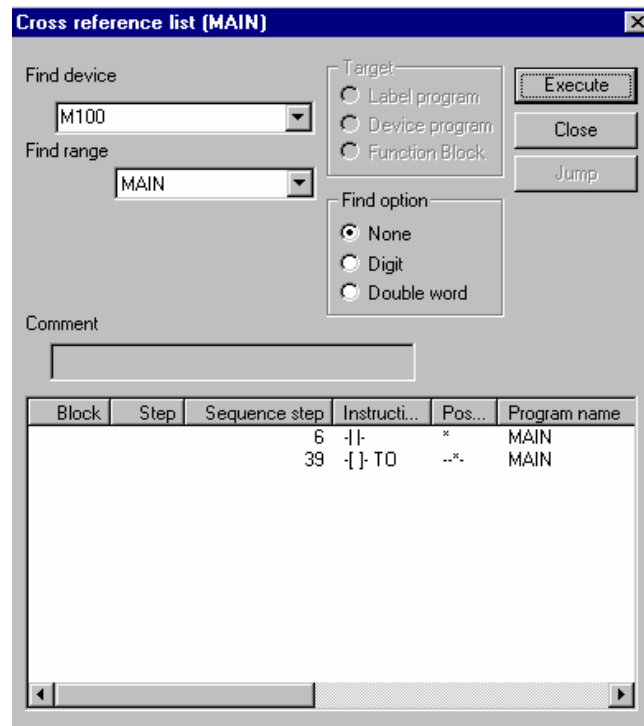 Cross reference list (MAIN)
Find device
M100
Find range
MAIN
Target
Label program
Device program
Function Block
Find option
None
Digit
Double word
Execute
Close
Jump
Comment
Block Step Sequence step Instructi... Pos... Program name
6 -| |- * MAIN
39 -[ ]- TO --*- MAIN